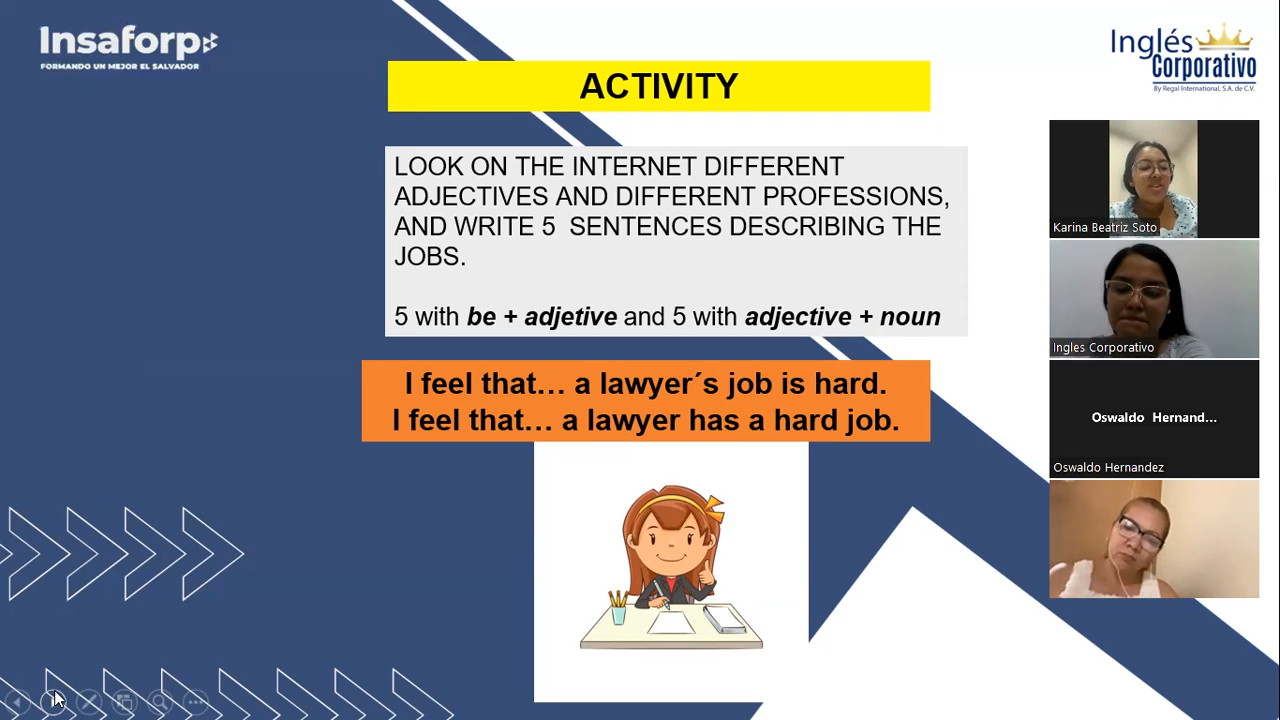 Insaforp
FORMANDO UN MEJOR EL SALVADOR
Inglés
Corporativo
By Regal International, S.A. de C.V.
ACTIVITY
LOOK ON THE INTERNET DIFFERENT
ADJECTIVES AND DIFFERENT PROFESSIONS,
AND WRITE 5 SENTENCES DESCRIBING THE
JOBS.
5 with be + adjetive and 5 with adjective + noun
I feel that… a lawyer´s job is hard.
I feel that… a lawyer has a hard job.
Karina Beatriz Soto
Ingles Corporativo
Oswaldo Hernand...
Oswaldo Hernandez